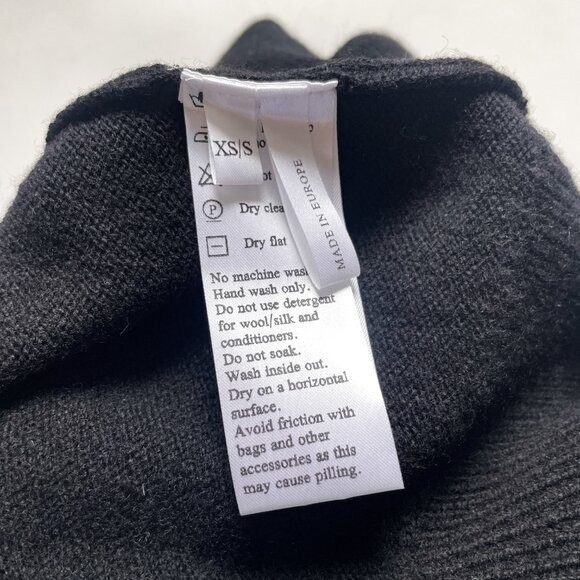 XS/S
MADE IN EUROPE
P
Dry clea
Dry flat
No machine was
Hand wash only.
Do not use detergent
for wool/silk and
conditioners.
Do not soak.
Wash inside out.
Dry on a horizontal
surface.
Avoid friction with
bags and other
accessories as this
may cause pilling.